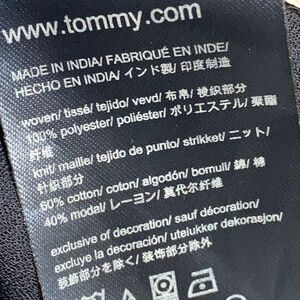 www.tommy.com
MADE IN INDIA/ FABRIQUÉ EN INDE/
HECHO EN INDIA/ インド製/ 印度制造
woven/ tissé/ tejido/ vevd/ 布帛/ 梭织部分/
100% polyester/ poliéster/ ポリエステル/ 聚酯
纤维
knit/ maille/ tejido de punto/ strikket/ ニット/
针织部分
60% cotton/ coton/ algodón/ bomull/ 綿/ 棉
40% modal/ レーヨン/ 莫代尔纤维
exclusive of decoration/ sauf décoration/
excluye la decoración/ utelukker dekorasjon/
部分を除く/ 装饰部分除外